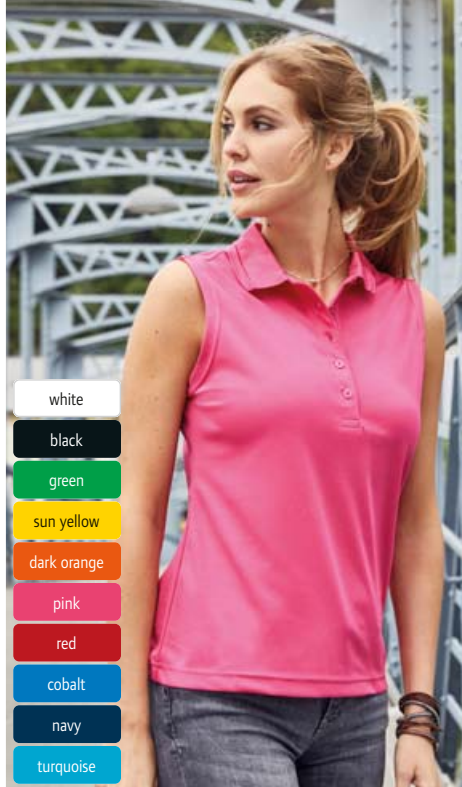 white
black
green
sun yellow
dark orange
pink
red
cobalt
navy
turquoise